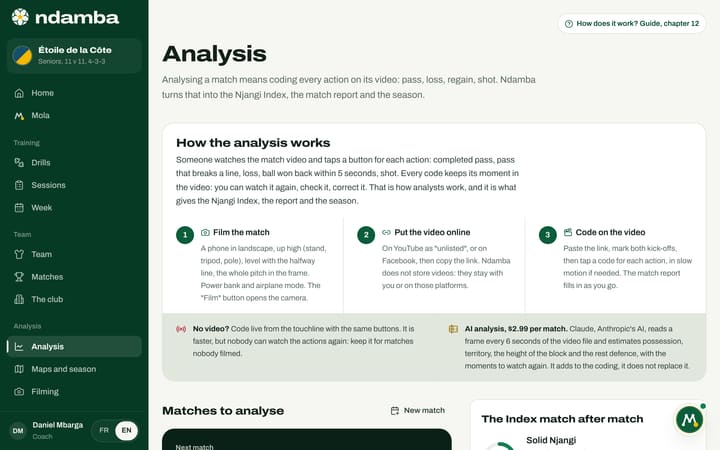 ndamba
Étoile de la Côte
Seniors, 11 v 11, 4-3-3
Home
Mola
Training
Drills
Sessions
Week
Team
Team
Matches
The club
Analysis
Analysis
Maps and season
Filming
DM
Daniel Mbarga
Coach
FR
EN
How does it work? Guide, chapter 12
Analysis
Analysing a match means coding every action on its video: pass, loss, regain, shot. Ndamba
turns that into the Njangi Index, the match report and the season.
How the analysis works
Someone watches the match video and taps a button for each action: completed pass, pass
that breaks a line, loss, ball won back within 5 seconds, shot. Every code keeps its moment in
the video: you can watch it again, check it, correct it. That is how analysts work, and it is what
gives the Njangi Index, the report and the season.
1
Film the match
A phone in landscape, up high (stand,
tripod, pole), level with the halfway
line, the whole pitch in the frame.
Power bank and airplane mode. The
"Film" button opens the camera.
2
Put the video online
On YouTube as "unlisted", or on
Facebook, then copy the link. Ndamba
does not store videos: they stay with
you or on those platforms.
3
Code on the video
Paste the link, mark both kick-offs,
then tap a code for each action, in slow
motion if needed. The match report
fills in as you go.
No video? Code live from the touchline with the same buttons. It is
faster, but nobody can watch the actions again: keep it for matches
nobody filmed.
AI analysis, $2.99 per match. Claude, Anthropic's AI, reads a
frame every 6 seconds of the video file and estimates possession,
territory, the height of the block and the rest defence, with the
moments to watch again. It adds to the coding, it does not replace it.
Matches to analyse
New match
Next match
The Index match after match
Solid Njangi
M